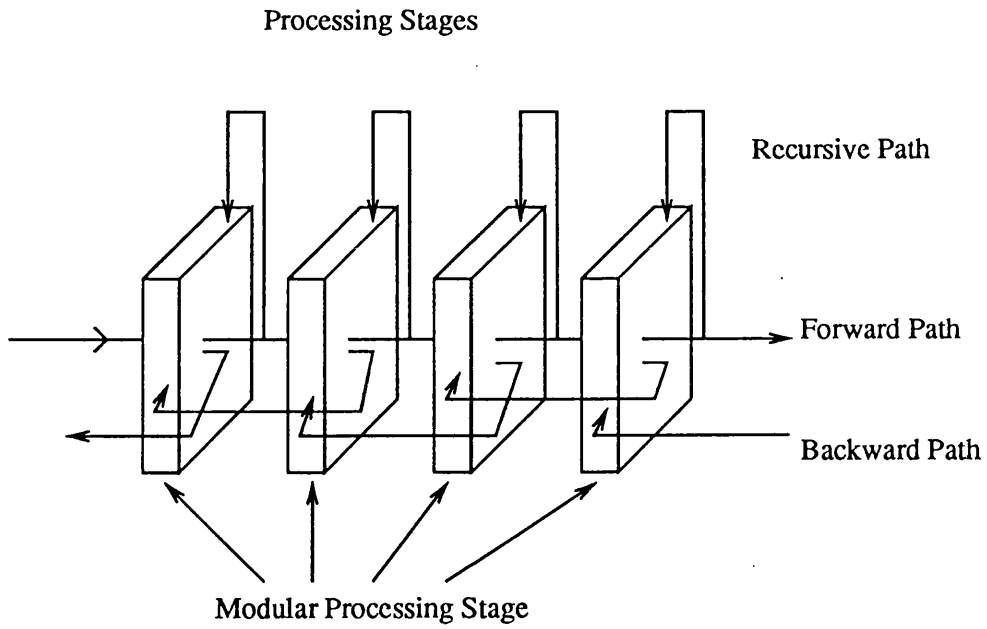 Processing Stages
Recursive Path
Forward Path
Backward Path
Modular Processing Stage